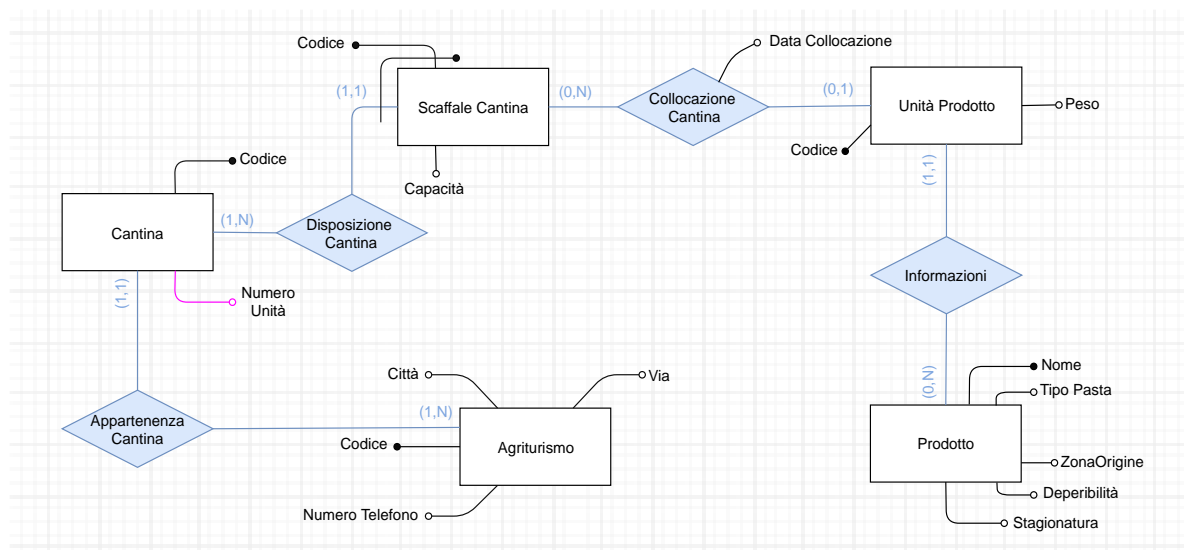 Codice
Data Collocazione
(1,1)
Scaffale Cantina
(0,N)
Collocazione
Cantina
(0,1)
Unità Prodotto
Peso
Codice
Codice
Capacità
(1,1)
Cantina
(1,N)
Disposizione
Cantina
(1,1)
Numero
Unità
Informazioni
Città
Via
(0,N)
Nome
Tipo Pasta
Appartenenza
Cantina
(1,N)
Codice
Agriturismo
Prodotto
ZonaOrigine
Deperibilità
Numero Telefono
Stagionatura